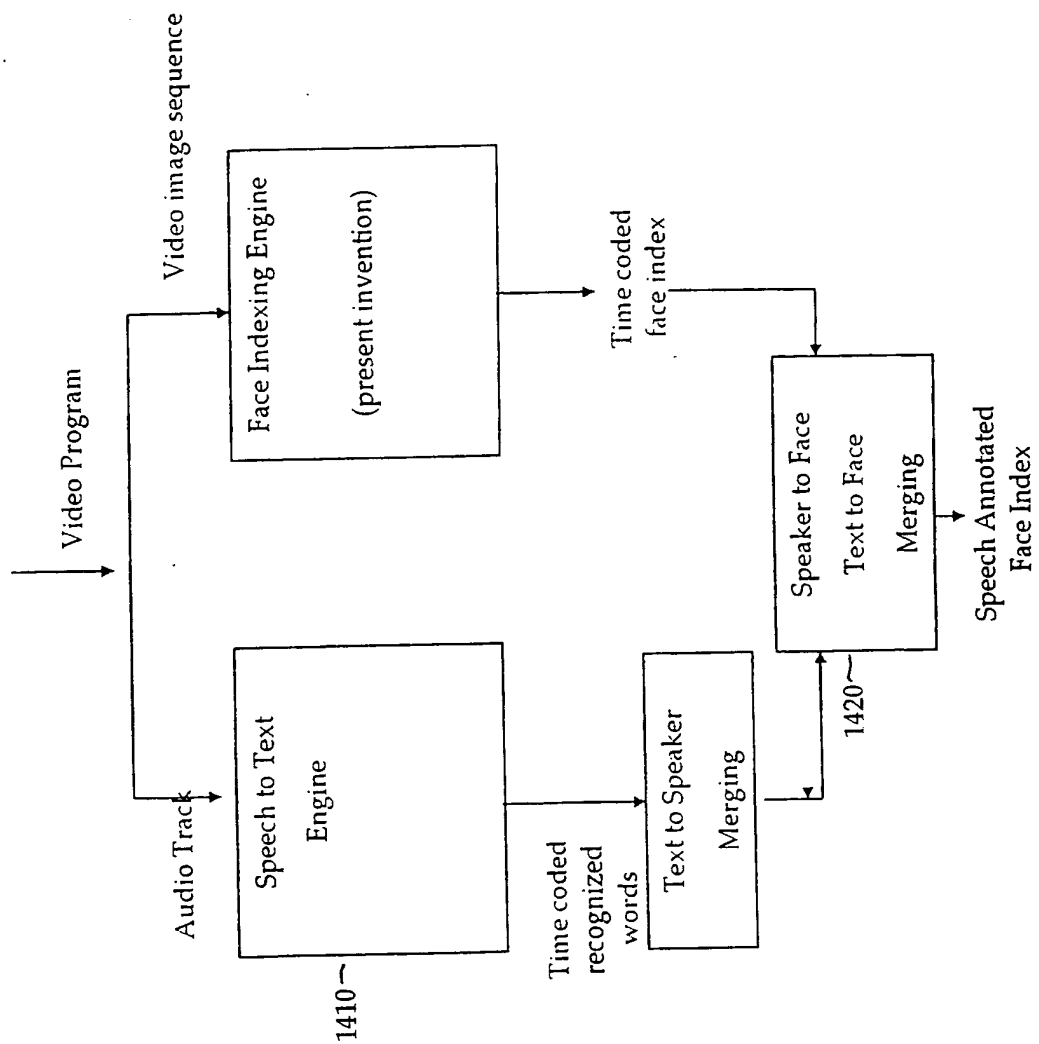 Video Program
Audio Track
Video image sequence
Speech to Text
Engine
1410
Face Indexing Engine
(present invention)
Time coded
recognized
words
Time coded
face index
Text to Speaker
Merging
Speaker to Face
Text to Face
Merging
1420
Speech Annotated
Face Index